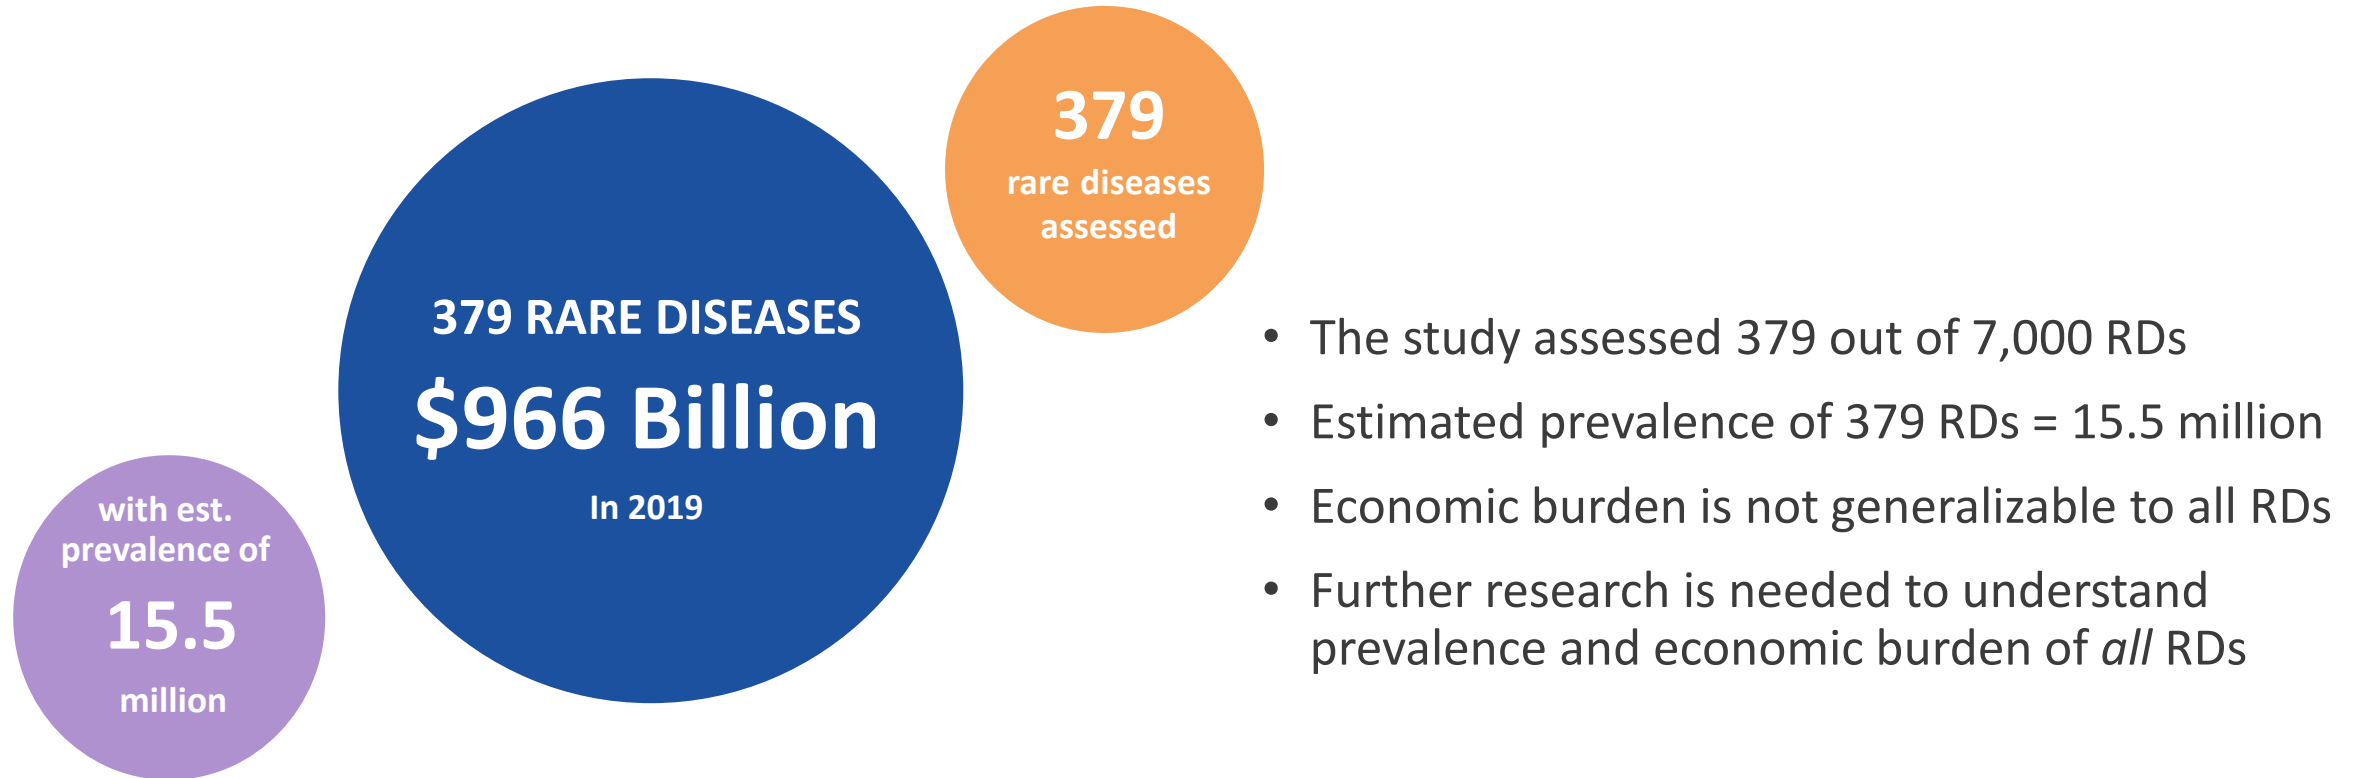 379
rare diseases
assessed
379 RARE DISEASES
$966 Billion
In 2019
with est.
prevalence of
15.5
million
• The study assessed 379 out of 7,000 RDs
• Estimated prevalence of 379 RDs = 15.5 million
• Economic burden is not generalizable to all RDs
• Further research is needed to understand
prevalence and economic burden of all RDs